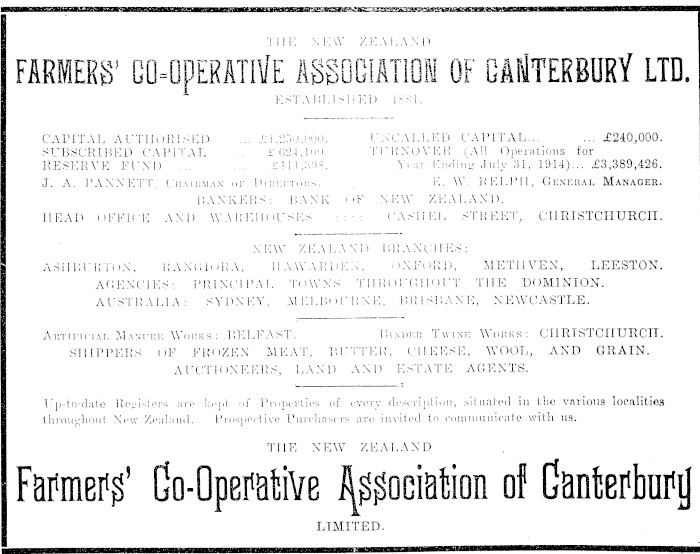 THE NEW ZEALAND
FARMERS' CO=OPERATIVE ASSOCIATION OF CANTERBURY LTD.
ESTABLISHED 1881.
CAPITAL AUTHORISED ... £1,250,000. UNCALLED CAPITAL... ... £240,000.
SUBSCRIBED CAPITAL ... £624,100. TURNOVER (All Operations for
RESERVE FUND ... ... £111,398. Year Ending July 31, 1914)... £3,389,426.
J. A. PANNETT, CHAIRMAN OF DIRECTORS. E. W. RELPH, GENERAL MANAGER.
BANKERS: BANK OF NEW ZEALAND.
HEAD OFFICE AND WAREHOUSES :: :: CASHEL STREET, CHRISTCHURCH.
NEW ZEALAND BRANCHES:
ASHBURTON, RANGIORA, HAWARDEN, OXFORD, METHVEN, LEESTON.
AGENCIES: PRINCIPAL TOWNS THROUGHOUT THE DOMINION.
AUSTRALIA: SYDNEY, MELBOURNE, BRISBANE, NEWCASTLE.
ARTIFICIAL MANURE WORKS: BELFAST. BINDER TWINE WORKS: CHRISTCHURCH.
SHIPPERS OF FROZEN MEAT, BUTTER, CHEESE, WOOL, AND GRAIN.
AUCTIONEERS, LAND AND ESTATE AGENTS.
Up-to-date Registers are kept of Properties of every description, situated in the various localities
throughout New Zealand. Prospective Purchasers are invited to communicate with us.
THE NEW ZEALAND
Farmers' Co-Operative Association of Canterbury
LIMITED.